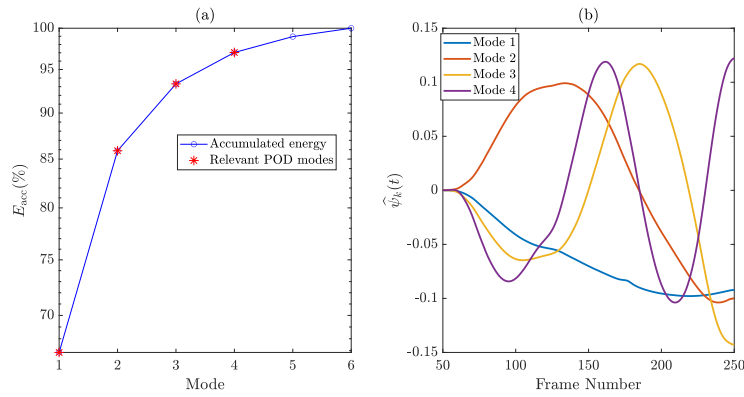 (a)
100
95
90
85
80
75
70
E_acc(%)
Accumulated energy
Relevant POD modes
1 2 3 4 5 6
Mode
(b)
0.15
0.1
0.05
0
-0.05
-0.1
-0.15
ψ̂_k(t)
Mode 1
Mode 2
Mode 3
Mode 4
50 100 150 200 250
Frame Number